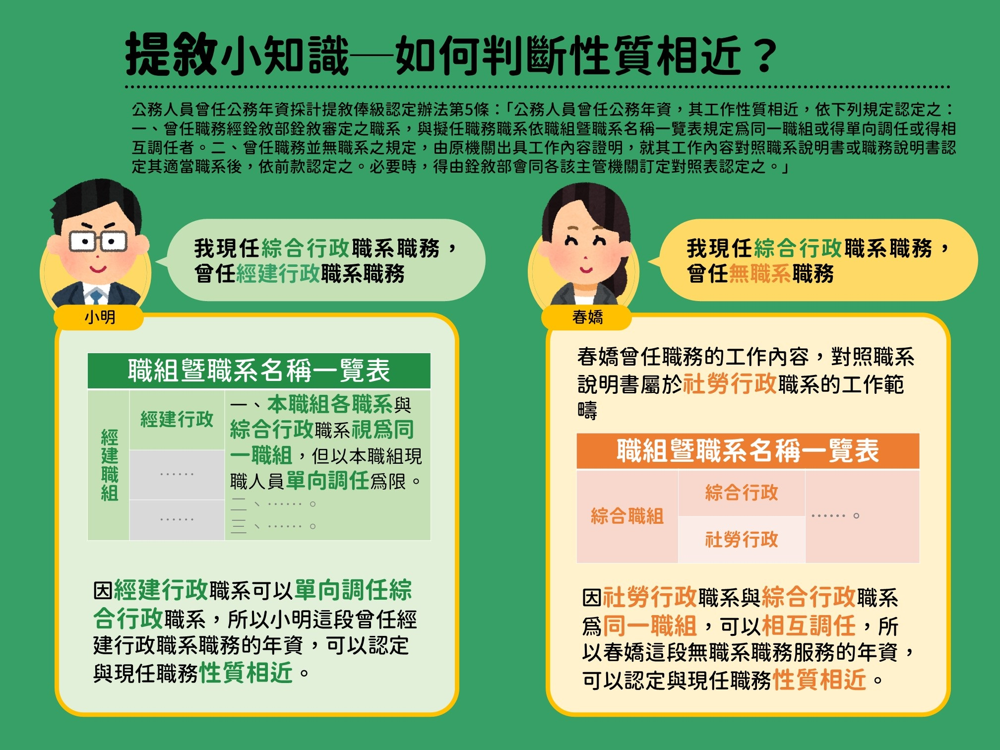 提敘小知識─如何判斷性質相近？
公務人員曾任公務年資採計提敘俸級認定辦法第5條：「公務人員曾任公務年資，其工作性質相近，依下列規定認定之：
一、曾任職務經銓敘部銓敘審定之職系，與擬任職務職系依職組暨職系名稱一覽表規定為同一職組或得單向調任或得相
互調任者。二、曾任職務並無職系之規定，由原機關出具工作內容證明，就其工作內容對照職系說明書或職務說明書認
定其適當職系後，依前款認定之。必要時，得由銓敘部會同各該主管機關訂定對照表認定之。」
我現任綜合行政職系職務，
曾任經建行政職系職務
小明
職組暨職系名稱一覽表
經建職組
經建行政
……
……
一、本職組各職系與
綜合行政職系視為同
一職組，但以本職組現
職人員單向調任為限。
二、……。
三、……。
因經建行政職系可以單向調任綜
合行政職系，所以小明這段曾任經
建行政職系職務的年資，可以認定
與現任職務性質相近。
我現任綜合行政職系職務，
曾任無職系職務
春嬌
春嬌曾任職務的工作內容，對照職系
說明書屬於社勞行政職系的工作範
疇
職組暨職系名稱一覽表
綜合職組
綜合行政
社勞行政
……。
因社勞行政職系與綜合行政職系
為同一職組，可以相互調任，所
以春嬌這段無職系職務服務的年資，
可以認定與現任職務性質相近。